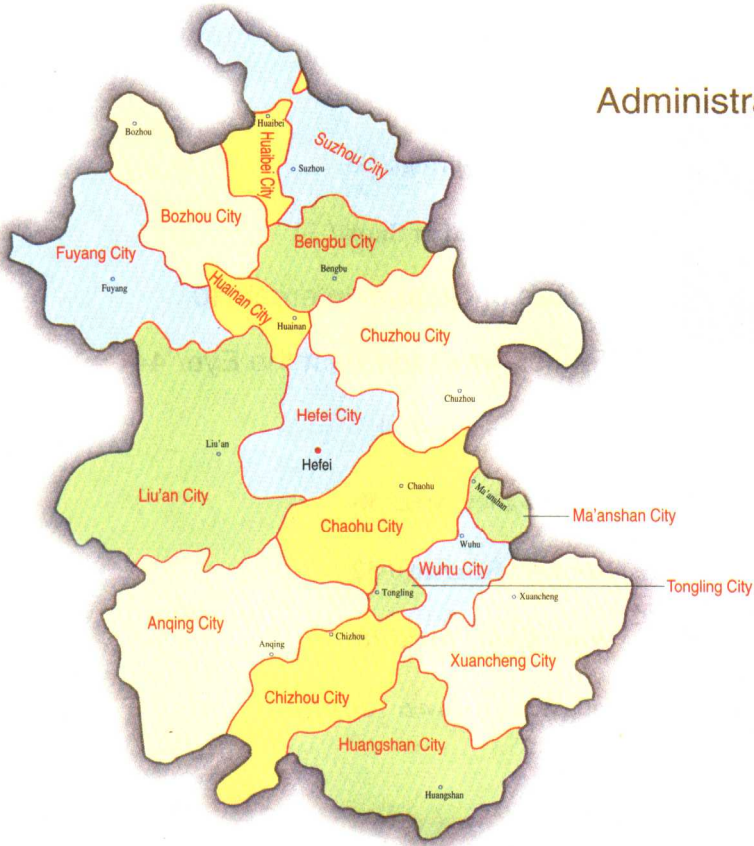 Administra
Bozhou
Huaibei
Huaibei City
Suzhou City
Suzhou
Bozhou City
Fuyang City
Fuyang
Bengbu City
Bengbu
Huainan City
Huainan
Chuzhou City
Chuzhou
Hefei City
Hefei
Liu'an
Liu'an City
Chaohu
Chaohu City
Ma'anshan
Ma'anshan City
Wuhu
Wuhu City
Tongling
Tongling City
Xuancheng
Anqing City
Anqing
Chizhou
Xuancheng City
Chizhou City
Huangshan City
Huangshan